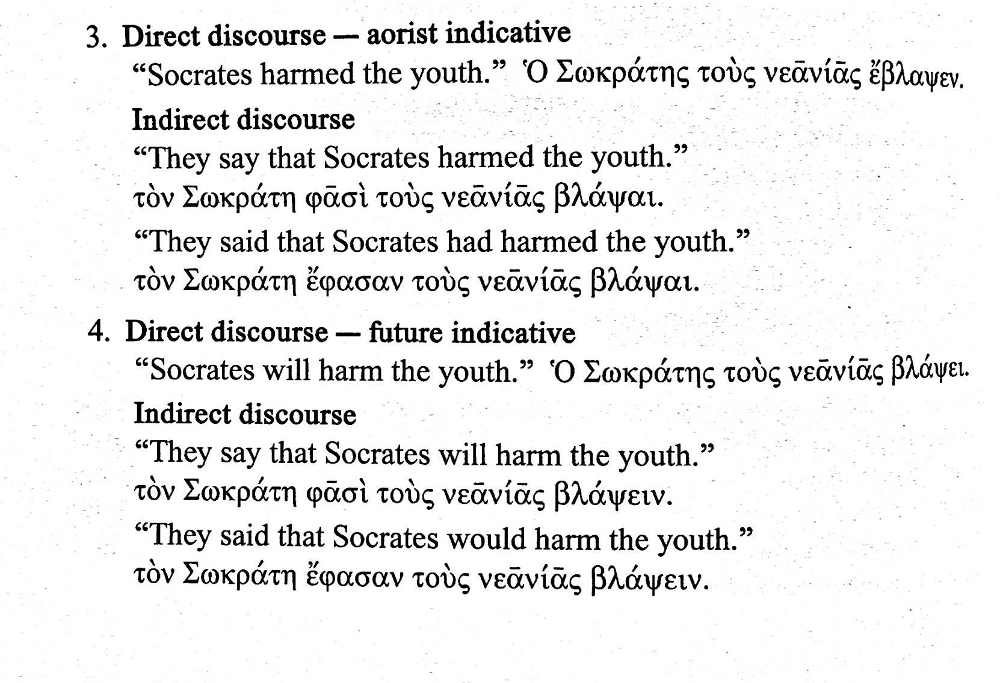 3. Direct discourse — aorist indicative
“Socrates harmed the youth.” Ὁ Σωκράτης τοὺς νεᾱνίᾱς ἔβλαψεν.
Indirect discourse
“They say that Socrates harmed the youth.”
τὸν Σωκράτη φᾱσὶ τοὺς νεᾱνίᾱς βλάψαι.
“They said that Socrates had harmed the youth.”
τὸν Σωκράτη ἔφασαν τοὺς νεᾱνίᾱς βλάψαι.
4. Direct discourse — future indicative
“Socrates will harm the youth.” Ὁ Σωκράτης τοὺς νεᾱνίᾱς βλάψει.
Indirect discourse
“They say that Socrates will harm the youth.”
τὸν Σωκράτη φᾱσὶ τοὺς νεᾱνίᾱς βλάψειν.
“They said that Socrates would harm the youth.”
τὸν Σωκράτη ἔφασαν τοὺς νεᾱνίᾱς βλάψειν.